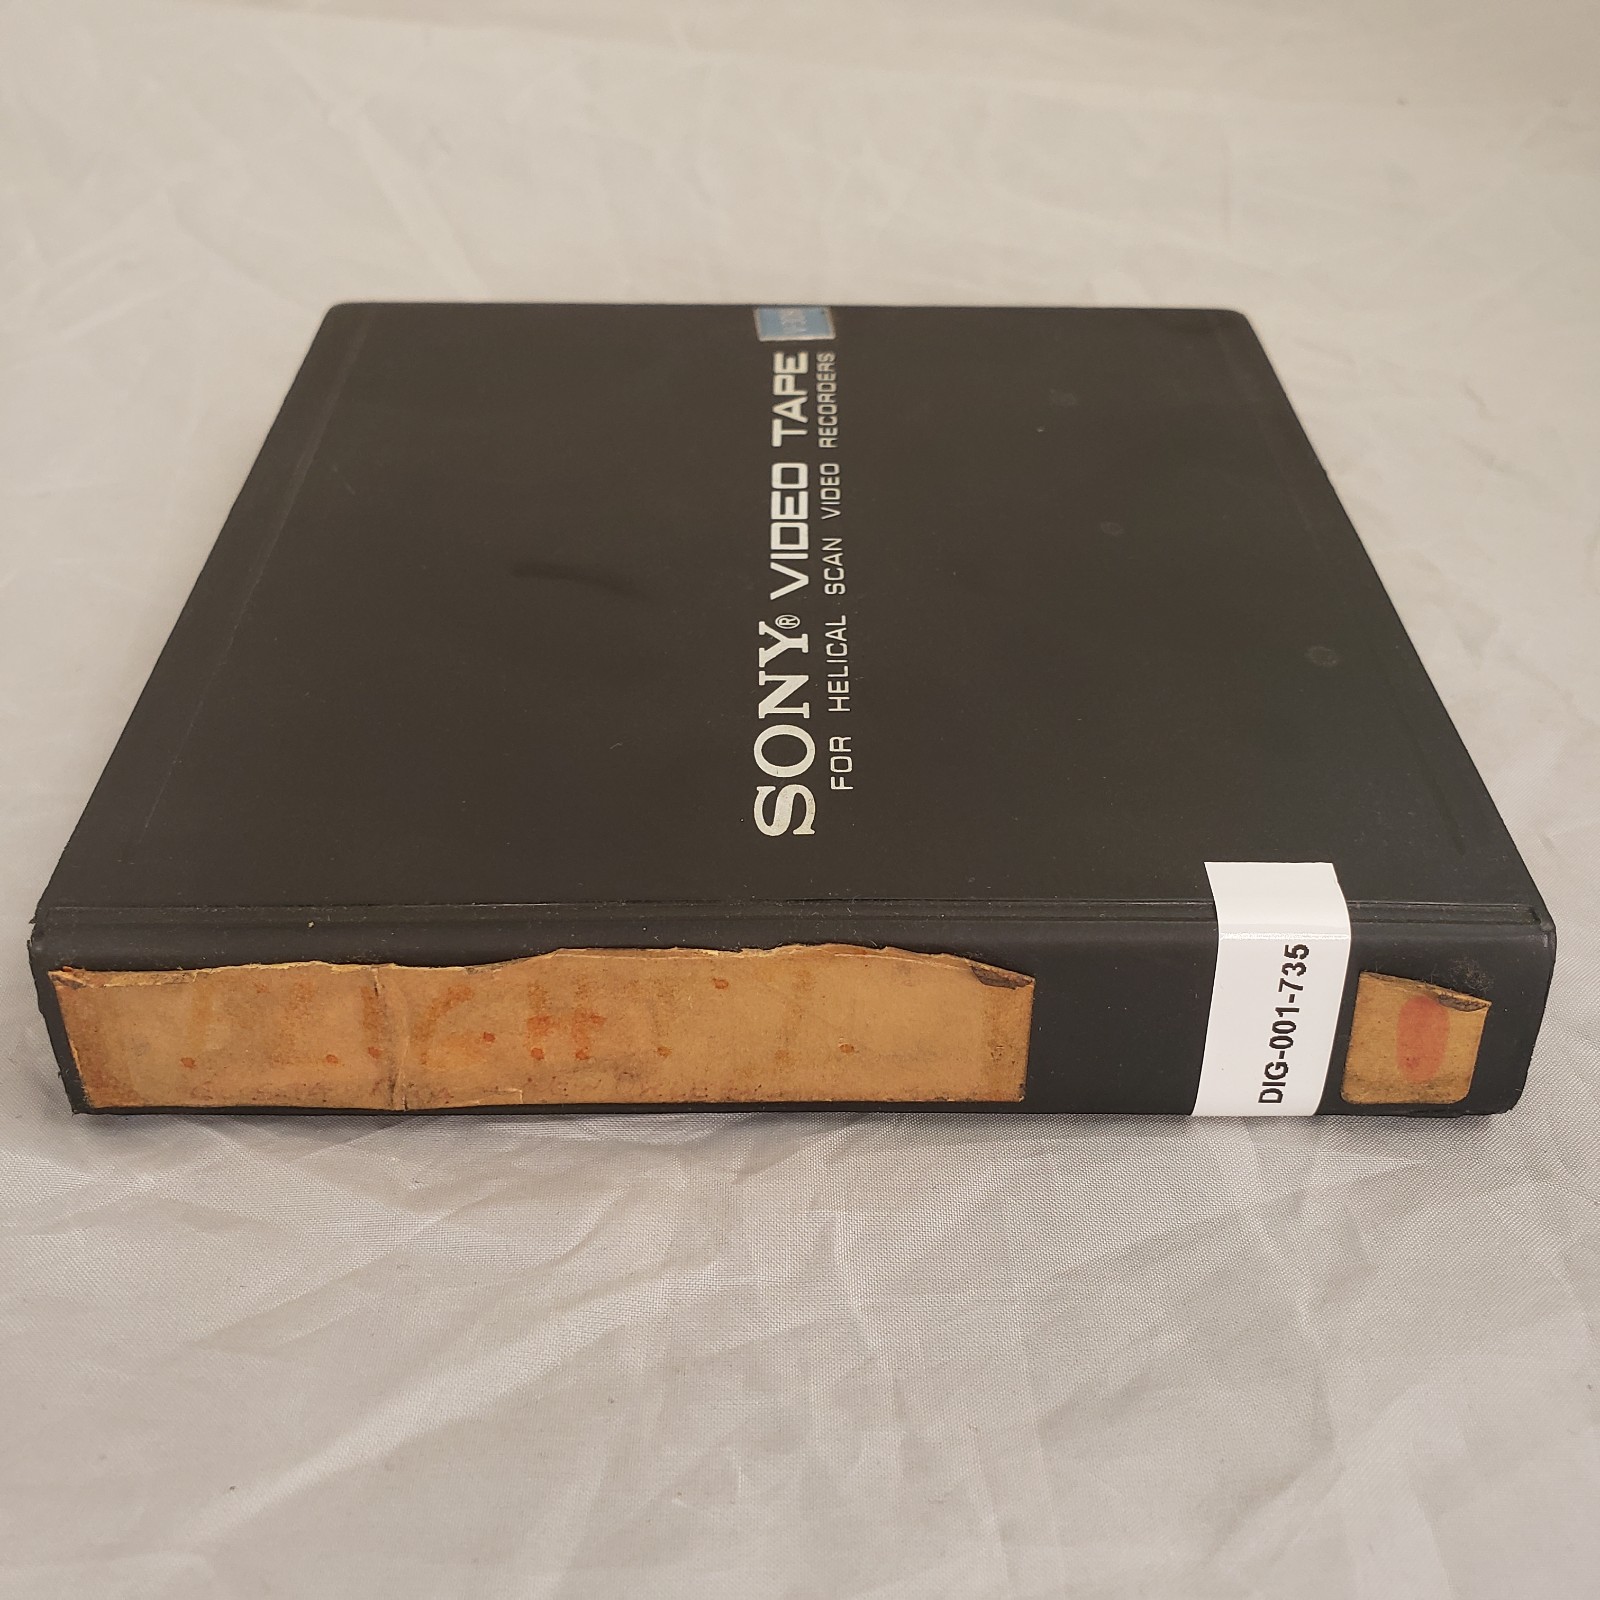 SONY® VIDEO TAPE
FOR HELICAL SCAN VIDEO RECORDERS
DIG-001-735